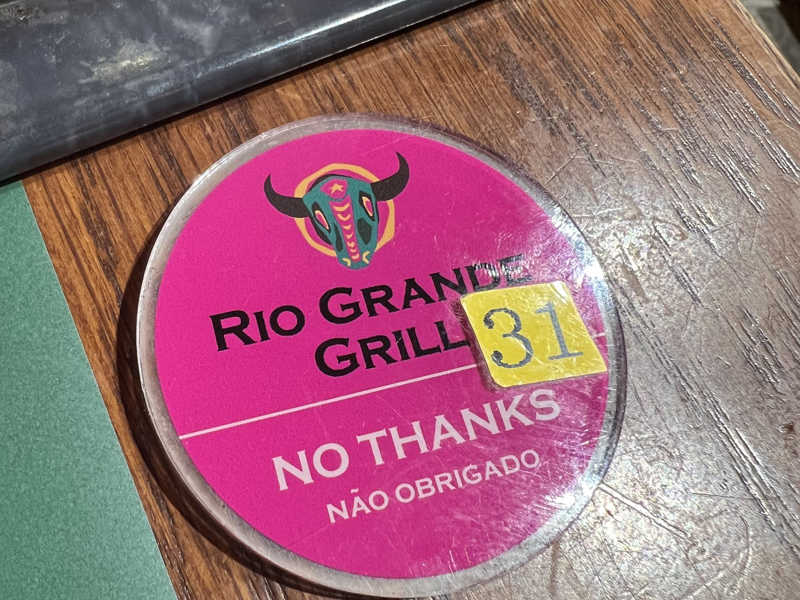 RIO GRANDE
GRILL
31
NO THANKS
NÃO OBRIGADO